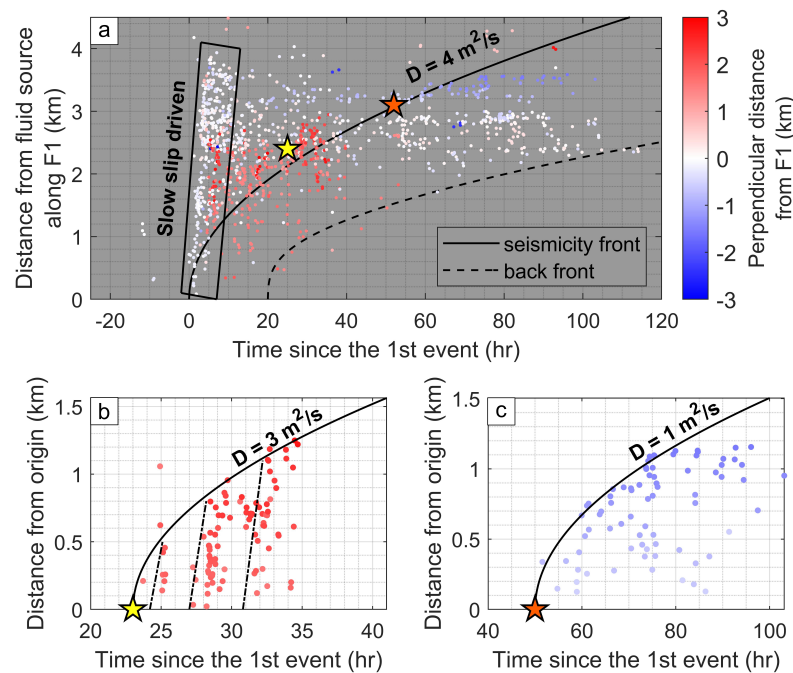 a
Distance from fluid source
along F1 (km)
4
3
2
1
0
Slow slip driven
D = 4 m²/s
seismicity front
back front
-20
0
20
40
60
80
100
120
Time since the 1st event (hr)
3
2
1
0
-1
-2
-3
Perpendicular distance
from F1 (km)
b
Distance from origin (km)
1.5
1
0.5
0
D = 3 m²/s
20
25
30
35
40
Time since the 1st event (hr)
c
Distance from origin (km)
1.5
1
0.5
0
D = 1 m²/s
40
60
80
100
Time since the 1st event (hr)